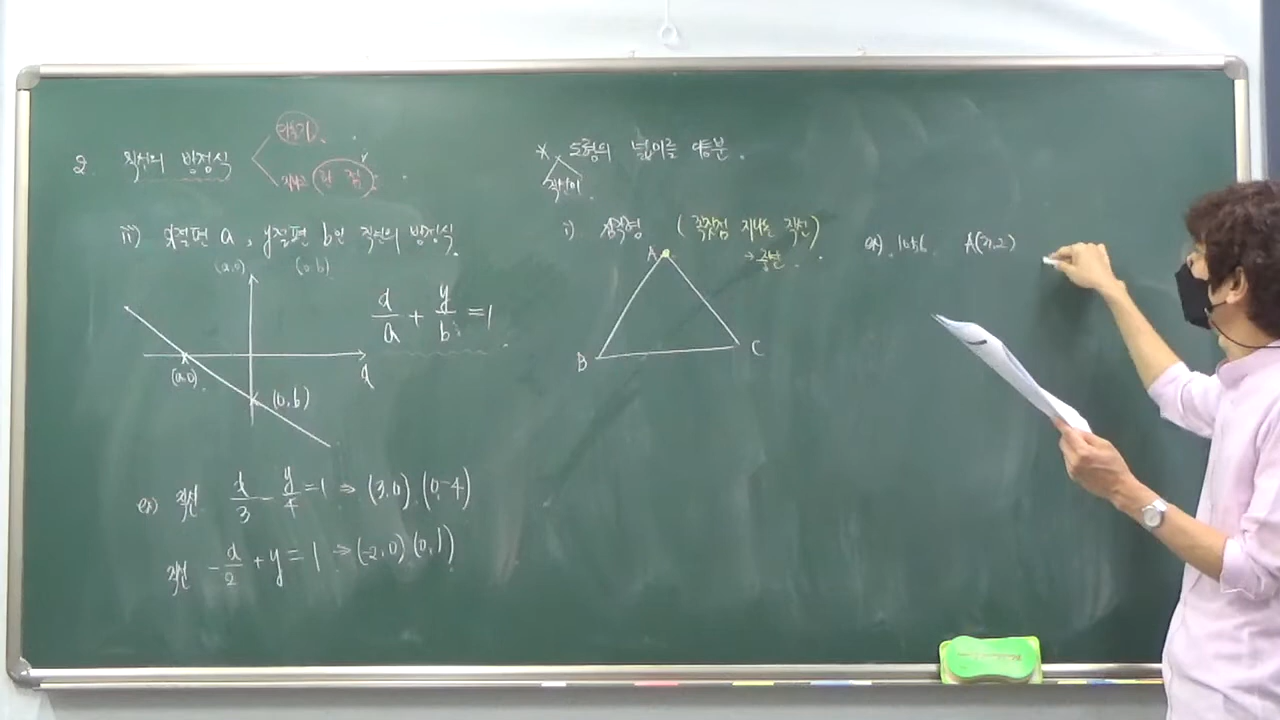 2. 직선의 방정식
기울기
지나는 한 점
iii) x절편 a, y절편 b인 직선의 방정식.
(a,0) (0,b)
x/a + y/b = 1
x
(a,0)
(0,b)
ex) 직선 x/3 - y/4 = 1 ⇒ (3,0), (0,-4)
직선 -x/2 + y = 1 ⇒ (-2,0), (0,1)
* 도형의 넓이를 이등분.
직선이
i) 삼각형 (꼭짓점 지나는 직선)
→ 중선.
A
B
C
ex). 1056. A(3,2)